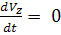 dV_Z/dt = 0